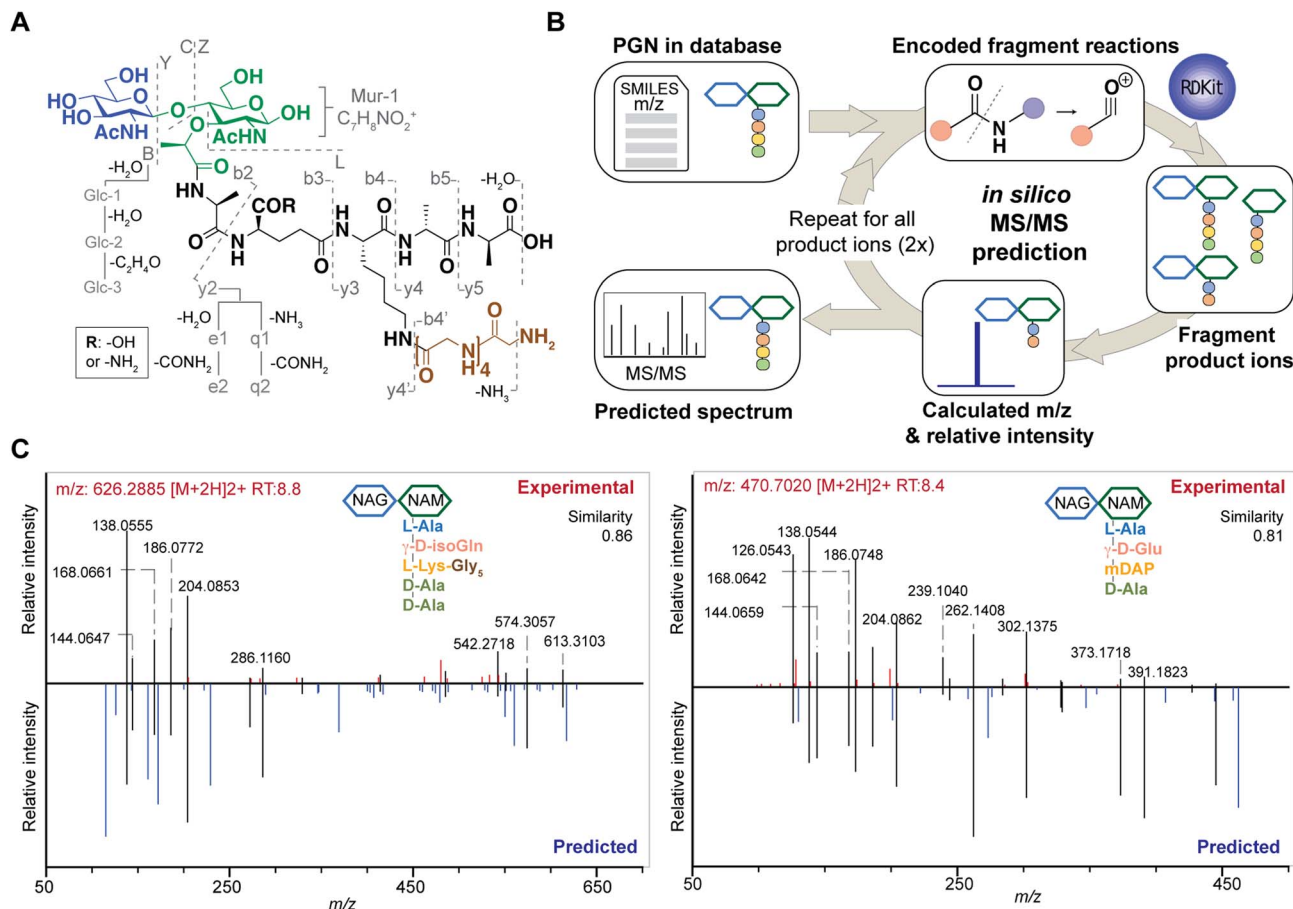 A
Y
C
Z
OH
OH
HO
HO
O
O
O
O
OH
AcNH
AcNH
O
B
O
L
Mur-1
C₇H₈NO₂⁺
-H₂O
Glc-1
-H₂O
Glc-2
-C₂H₄O
Glc-3
HN
b2
COR
b3
b4
b5
-H₂O
O
HN
O
H
N
O
HN
O
H
N
O
OH
y2
y3
y4
y5
-H₂O
-NH₃
e1
q1
-CONH₂
-CONH₂
e2
q2
R: -OH
or -NH₂
-b4'
HN
O
N
H
4
O
NH₂
y4'
-NH₃
B
PGN in database
SMILES
m/z
Encoded fragment reactions
O
N
H
O
+
RDKit
in silico
MS/MS
prediction
Repeat for all
product ions (2x)
Fragment
product ions
MS/MS
Predicted spectrum
Calculated m/z
& relative intensity
C
m/z: 626.2885 [M+2H]2+ RT:8.8
Experimental
Similarity
0.86
NAG
NAM
L-Ala
γ-D-isoGln
L-Lys-Gly₅
D-Ala
D-Ala
138.0555
186.0772
168.0661
204.0853
144.0647
286.1160
542.2718
574.3057
613.3103
Relative intensity
Relative intensity
Predicted
50
250
450
650
m/z
m/z: 470.7020 [M+2H]2+ RT:8.4
Experimental
Similarity
0.81
NAG
NAM
L-Ala
γ-D-Glu
mDAP
D-Ala
138.0544
126.0543
186.0748
168.0642
144.0659
204.0862
239.1040
262.1408
302.1375
373.1718
391.1823
Relative intensity
Relative intensity
Predicted
50
250
450
m/z